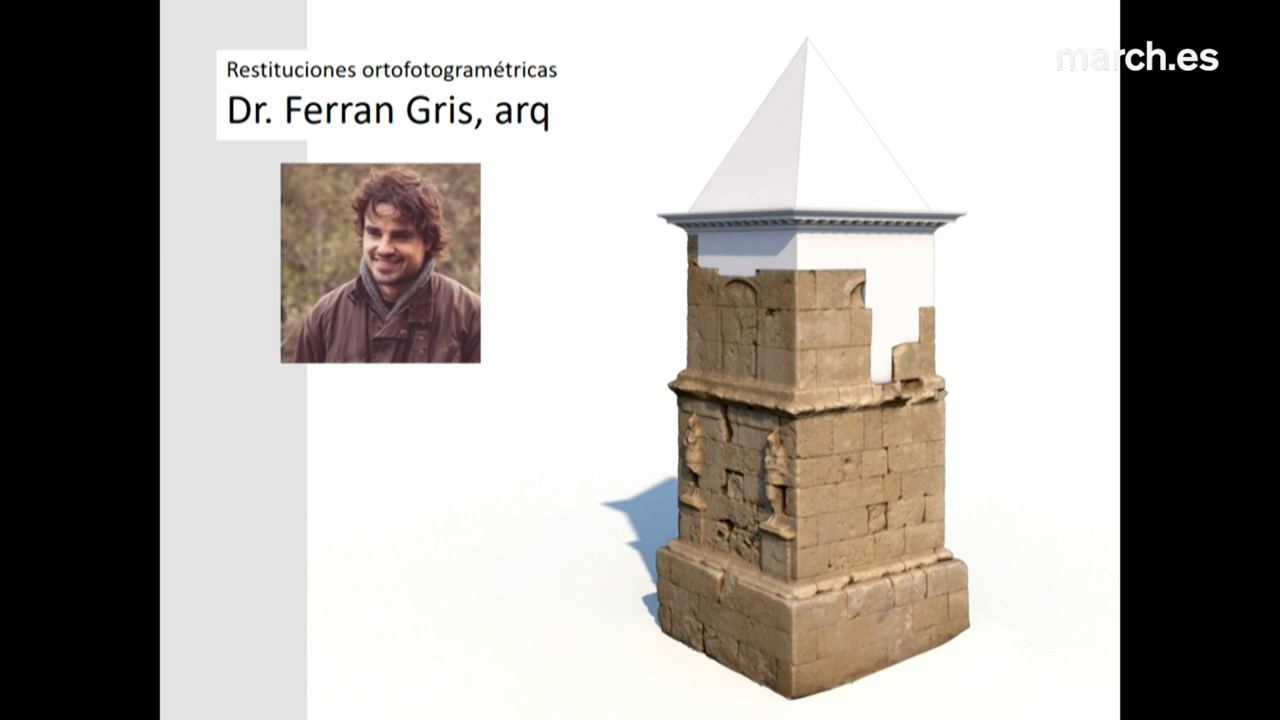 Restituciones ortofotogramétricas
Dr. Ferran Gris, arq
march.es